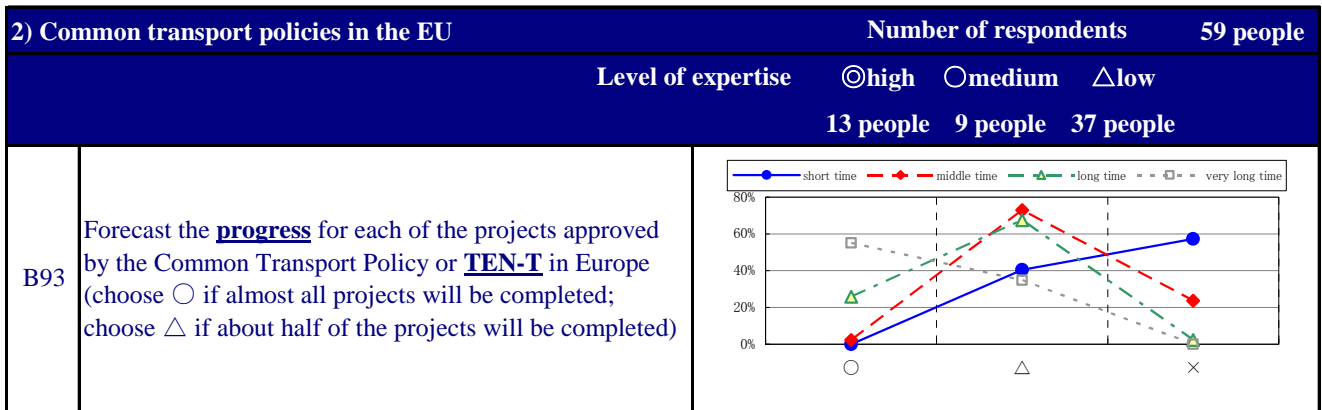 2) Common transport policies in the EU Number of respondents 59 people
Level of expertise ◎high ○medium △low
13 people 9 people 37 people
B93
Forecast the progress for each of the projects approved
by the Common Transport Policy or TEN-T in Europe
(choose ○ if almost all projects will be completed;
choose △ if about half of the projects will be completed)
short time middle time long time very long time
80%
60%
40%
20%
0%
○ △ ×